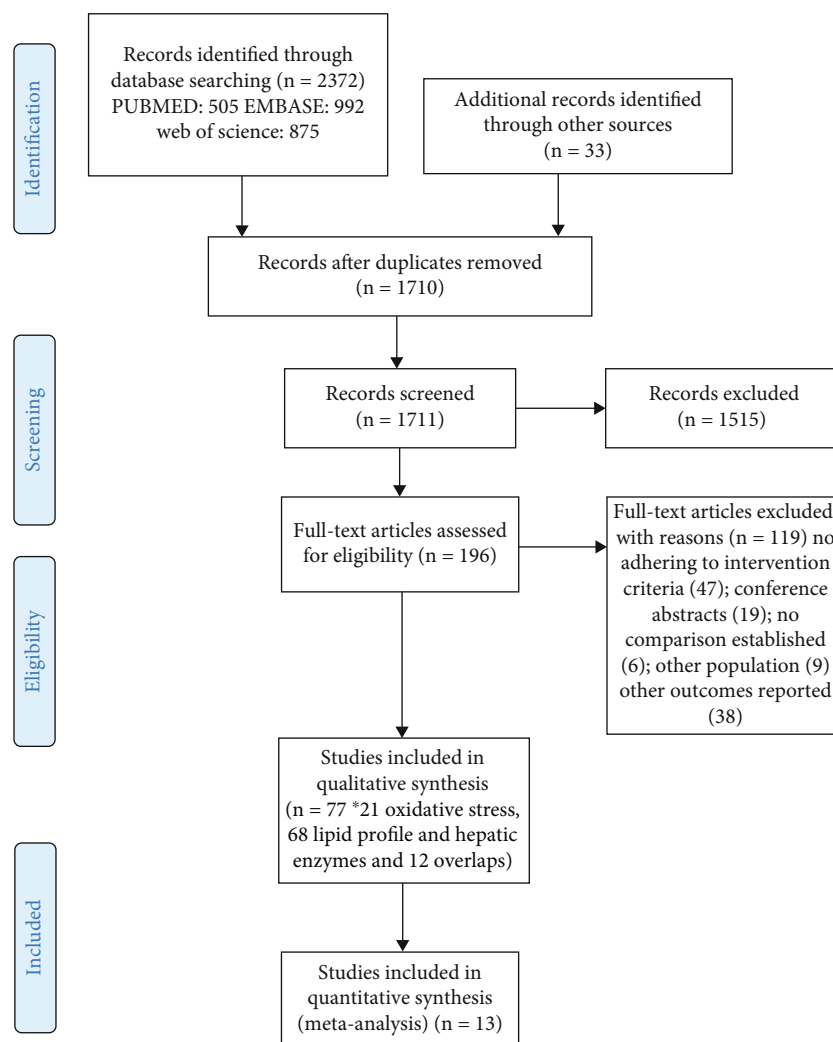 Identification
Records identified through
database searching (n = 2372)
PUBMED: 505 EMBASE: 992
web of science: 875
Additional records identified
through other sources
(n = 33)
Records after duplicates removed
(n = 1710)
Screening
Records screened
(n = 1711)
Records excluded
(n = 1515)
Eligibility
Full-text articles assessed
for eligibility (n = 196)
Full-text articles excluded
with reasons (n = 119) no
adhering to intervention
criteria (47); conference
abstracts (19); no
comparison established
(6); other population (9)
other outcomes reported
(38)
Included
Studies included in
qualitative synthesis
(n = 77 *21 oxidative stress,
68 lipid profile and hepatic
enzymes and 12 overlaps)
Studies included in
quantitative synthesis
(meta-analysis) (n = 13)